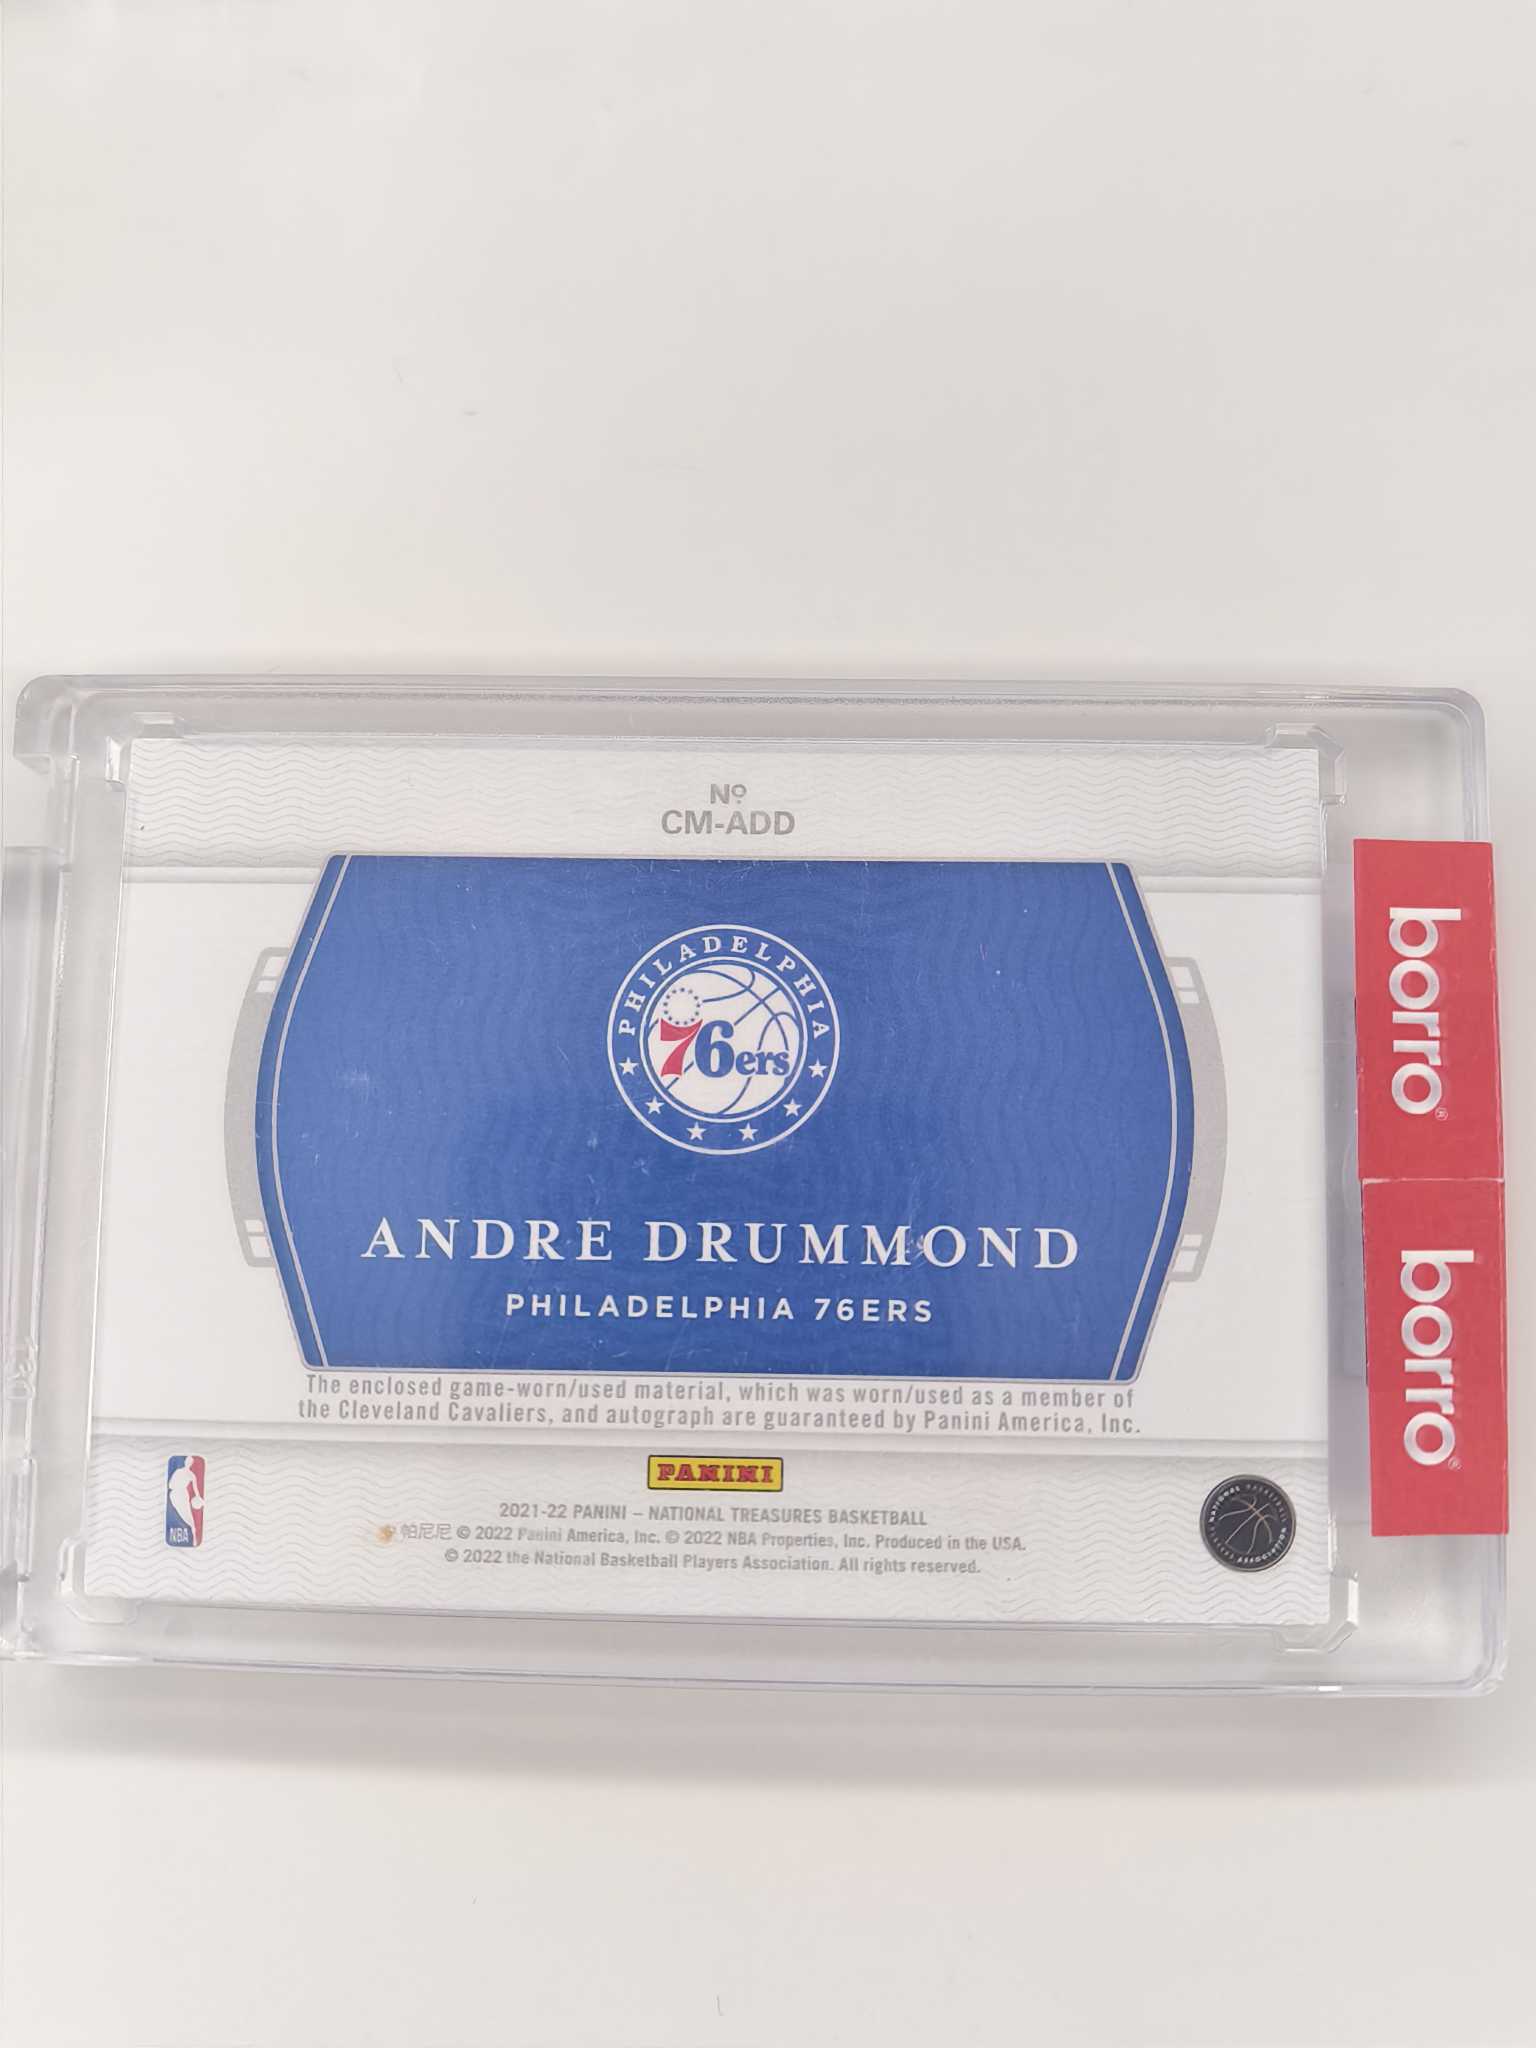 Nº
CM-ADD
PHILADELPHIA
76ers
ANDRE DRUMMOND
PHILADELPHIA 76ERS
The enclosed game-worn/used material, which was worn/used as a member of
the Cleveland Cavaliers, and autograph are guaranteed by Panini America, Inc.
PANINI
2021-22 PANINI – NATIONAL TREASURES BASKETBALL
帕尼尼 © 2022 Panini America, Inc. © 2022 NBA Properties, Inc. Produced in the USA.
© 2022 the National Basketball Players Association. All rights reserved.
NBA
borro®
borro®